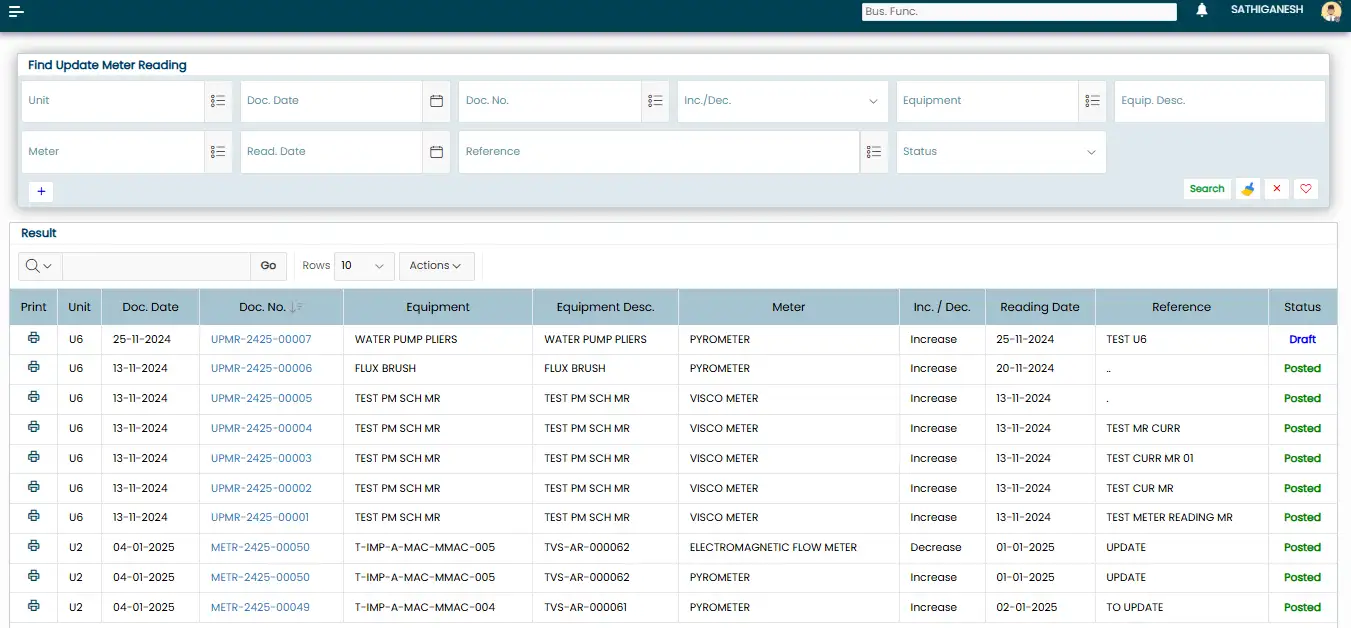 Bus. Func. SATHIGANESH
Find Update Meter Reading
Unit Doc. Date Doc. No. Inc./Dec. Equipment Equip. Desc.
Meter Read. Date Reference Status
+ Search
Result
Go Rows 10 Actions
Print Unit Doc. Date Doc. No. Equipment Equipment Desc. Meter Inc. / Dec. Reading Date Reference Status
U6 25-11-2024 UPMR-2425-00007 WATER PUMP PLIERS WATER PUMP PLIERS PYROMETER Increase 25-11-2024 TEST U6 Draft
U6 13-11-2024 UPMR-2425-00006 FLUX BRUSH FLUX BRUSH PYROMETER Increase 20-11-2024 .. Posted
U6 13-11-2024 UPMR-2425-00005 TEST PM SCH MR TEST PM SCH MR VISCO METER Increase 13-11-2024 . Posted
U6 13-11-2024 UPMR-2425-00004 TEST PM SCH MR TEST PM SCH MR VISCO METER Increase 13-11-2024 TEST MR CURR Posted
U6 13-11-2024 UPMR-2425-00003 TEST PM SCH MR TEST PM SCH MR VISCO METER Increase 13-11-2024 TEST CURR MR 01 Posted
U6 13-11-2024 UPMR-2425-00002 TEST PM SCH MR TEST PM SCH MR VISCO METER Increase 13-11-2024 TEST CUR MR Posted
U6 13-11-2024 UPMR-2425-00001 TEST PM SCH MR TEST PM SCH MR VISCO METER Increase 13-11-2024 TEST METER READING MR Posted
U2 04-01-2025 METR-2425-00050 T-IMP-A-MAC-MMAC-005 TVS-AR-000062 ELECTROMAGNETIC FLOW METER Decrease 01-01-2025 UPDATE Posted
U2 04-01-2025 METR-2425-00050 T-IMP-A-MAC-MMAC-005 TVS-AR-000062 PYROMETER Increase 01-01-2025 UPDATE Posted
U2 04-01-2025 METR-2425-00049 T-IMP-A-MAC-MMAC-004 TVS-AR-000061 PYROMETER Increase 02-01-2025 TO UPDATE Posted